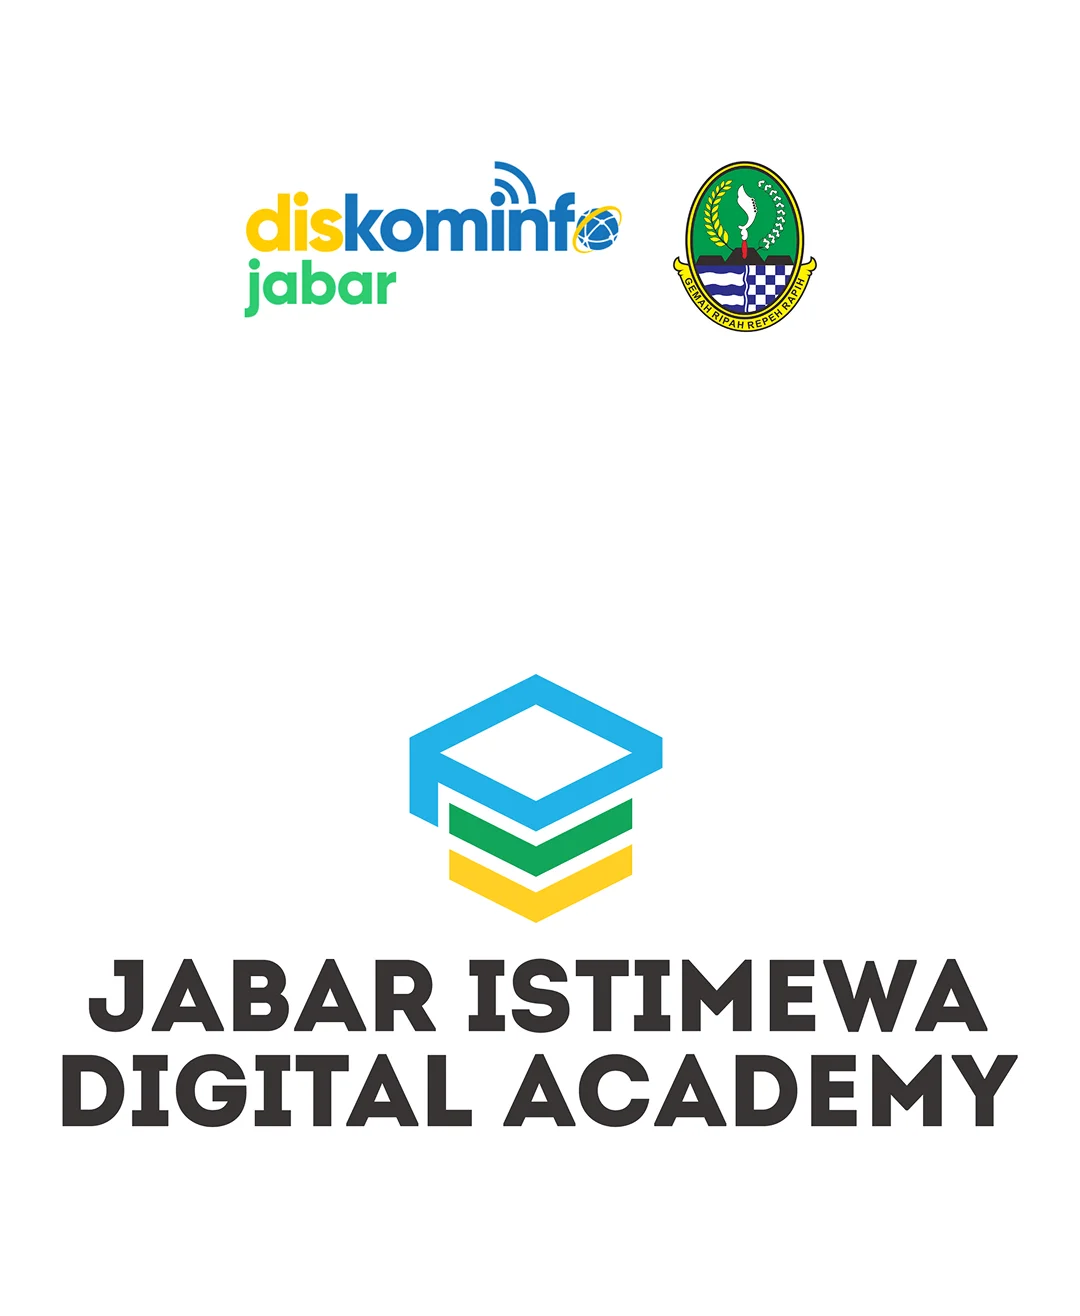 diskominfo
jabar
GEMAH RIPAH REPEH RAPIH
JABAR ISTIMEWA
DIGITAL ACADEMY